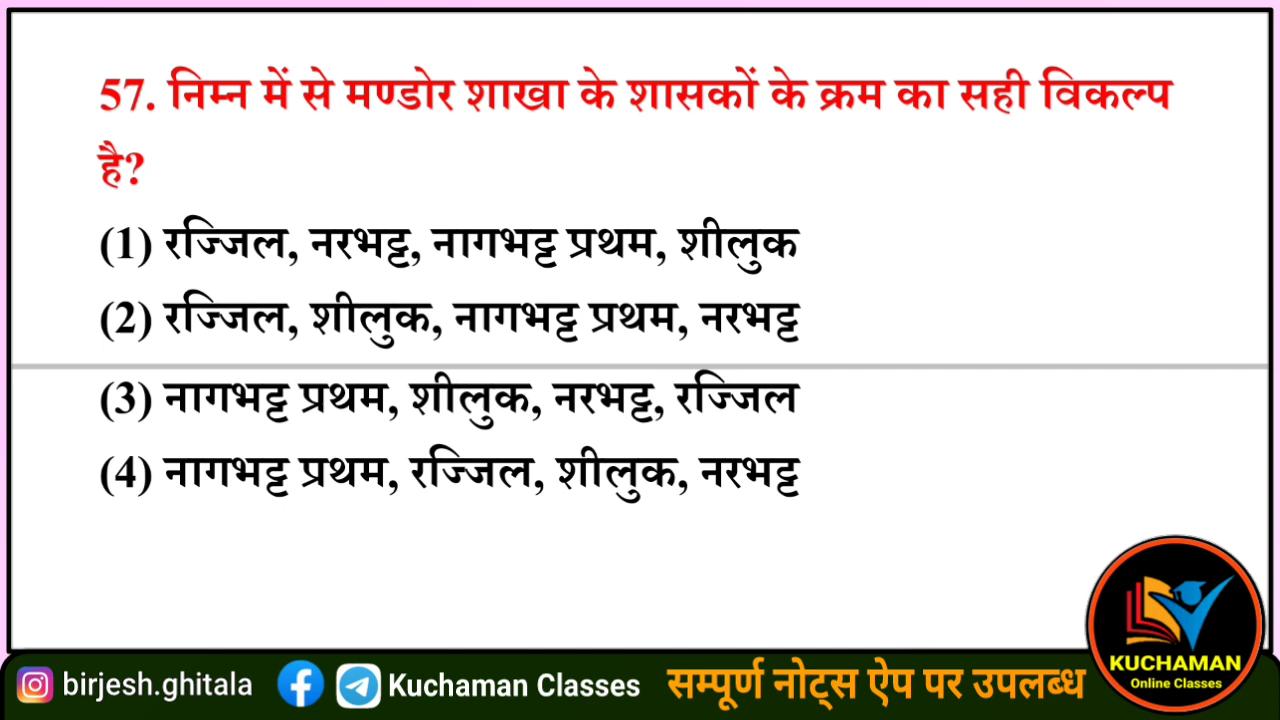 57. निम्न में से मण्डोर शाखा के शासकों के क्रम का सही विकल्प
है?
(1) रज्जिल, नरभट्ट, नागभट्ट प्रथम, शीलुक
(2) रज्जिल, शीलुक, नागभट्ट प्रथम, नरभट्ट
(3) नागभट्ट प्रथम, शीलुक, नरभट्ट, रज्जिल
(4) नागभट्ट प्रथम, रज्जिल, शीलुक, नरभट्ट
birjesh.ghitala Kuchaman Classes सम्पूर्ण नोट्स ऐप पर उपलब्ध
KUCHAMAN
Online Classes